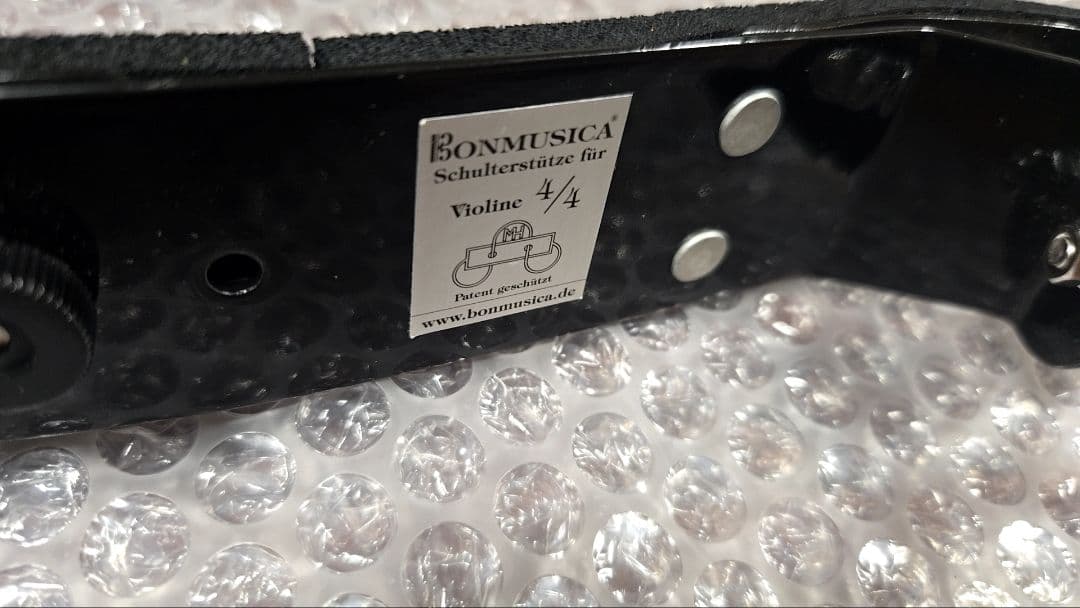 BONMUSICA®
Schulterstütze für
Violine 4/4
MH
Patent geschützt
www.bonmusica.de